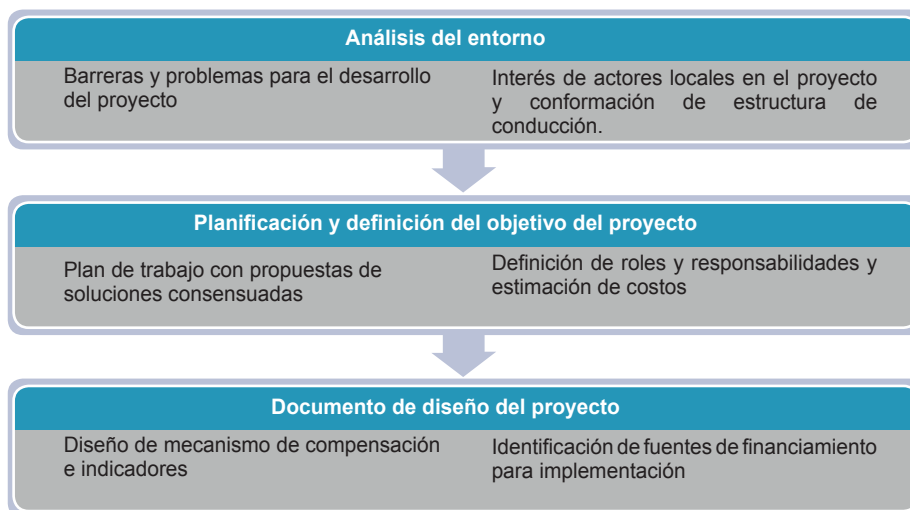 Análisis del entorno
Barreras y problemas para el desarrollo
del proyecto
Interés de actores locales en el proyecto
y conformación de estructura de
conducción.
Planificación y definición del objetivo del proyecto
Plan de trabajo con propuestas de
soluciones consensuadas
Definición de roles y responsabilidades y
estimación de costos
Documento de diseño del proyecto
Diseño de mecanismo de compensación
e indicadores
Identificación de fuentes de financiamiento
para implementación